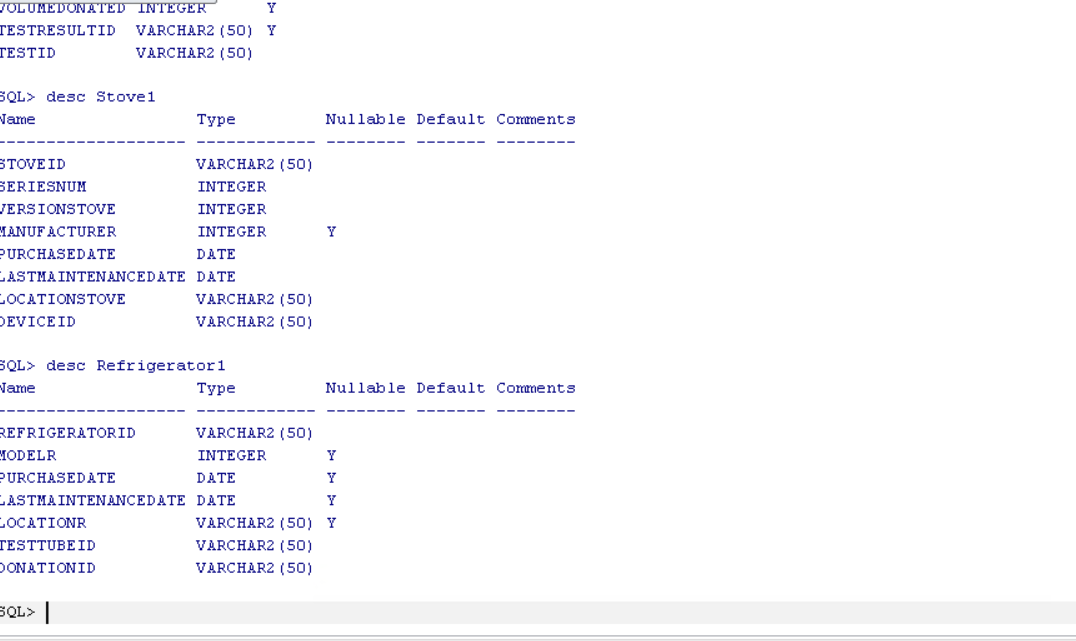 VOLUMEDONATED INTEGER Y
TESTRESULTID VARCHAR2(50) Y
TESTID VARCHAR2(50)
SQL> desc Stove1
Name Type Nullable Default Comments
------------------- ------------ -------- ------- --------
STOVEID VARCHAR2(50)
SERIESNUM INTEGER
VERSIONSTOVE INTEGER
MANUFACTURER INTEGER Y
PURCHASEDATE DATE
LASTMAINTENANCEDATE DATE
LOCATIONSTOVE VARCHAR2(50)
DEVICEID VARCHAR2(50)
SQL> desc Refrigerator1
Name Type Nullable Default Comments
------------------- ------------ -------- ------- --------
REFRIGERATORID VARCHAR2(50)
MODELR INTEGER Y
PURCHASEDATE DATE Y
LASTMAINTENANCEDATE DATE Y
LOCATIONR VARCHAR2(50) Y
TESTTUBEID VARCHAR2(50)
DONATIONID VARCHAR2(50)
SQL>